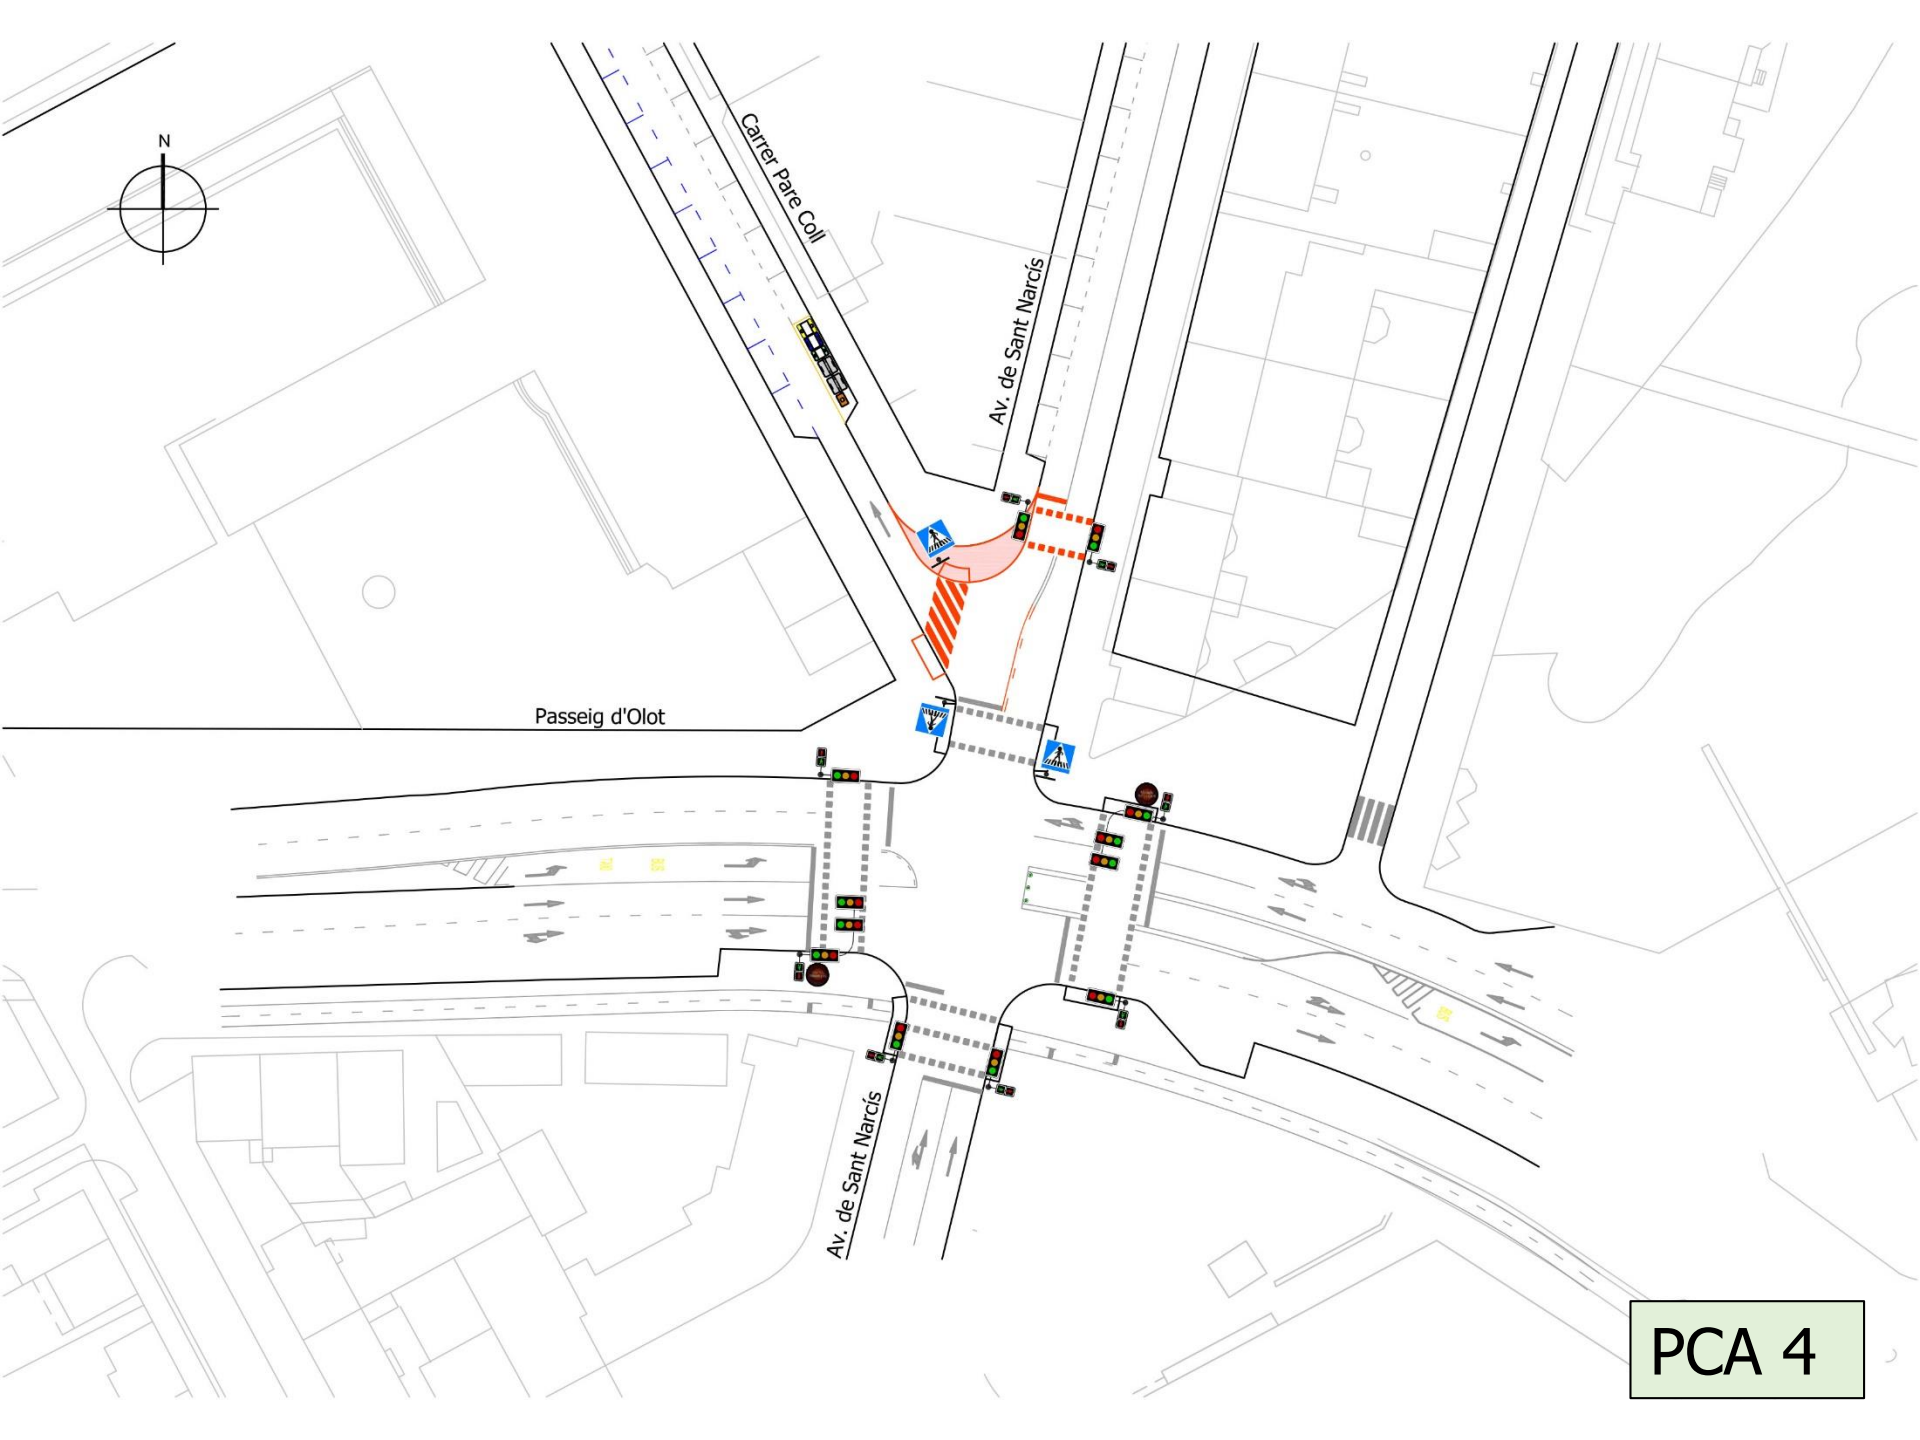 N
Carrer Pare Coll
Av. de Sant Narcís
Passeig d'Olot
Av. de Sant Narcís
PCA 4